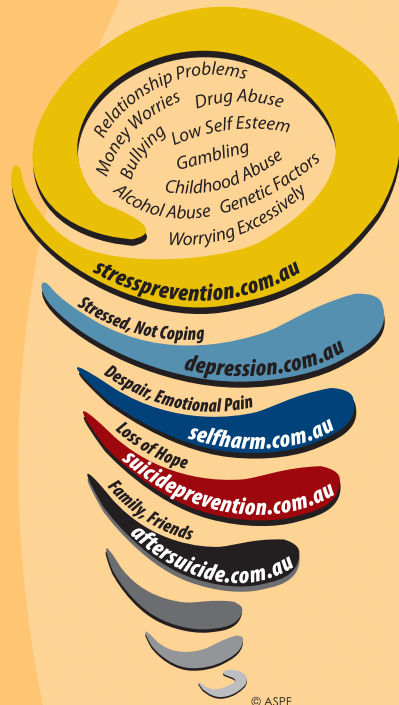 Relationship Problems
Money Worries
Drug Abuse
Bullying
Low Self Esteem
Gambling
Childhood Abuse
Alcohol Abuse
Genetic Factors
Worrying Excessively
stressprevention.com.au
Stressed, Not Coping
depression.com.au
Despair, Emotional Pain
selfharm.com.au
Loss of Hope
suicideprevention.com.au
Family, Friends
aftersuicide.com.au
© ASPF